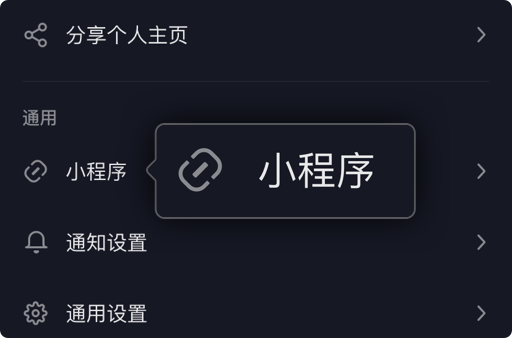 分享个人主页
通用
小程序
小程序
通知设置
通用设置